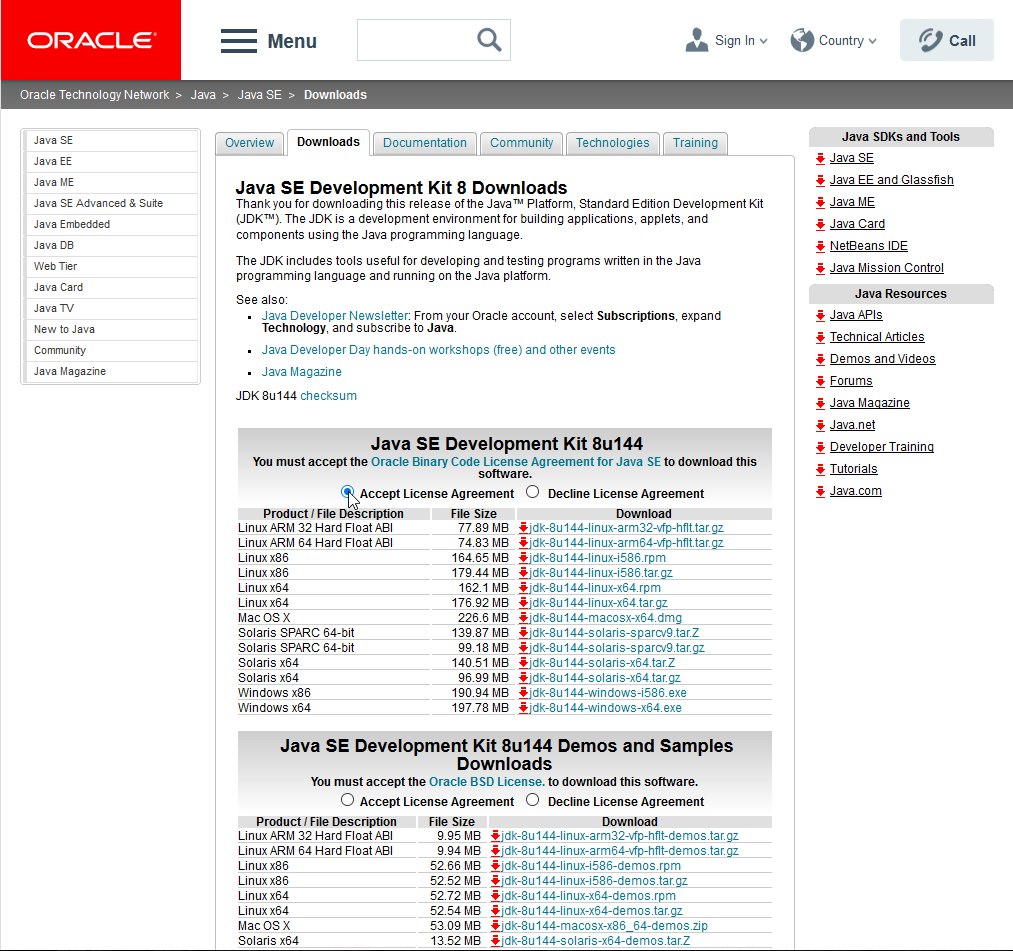 ORACLE
Menu
Sign In
Country
Call
Oracle Technology Network > Java > Java SE > Downloads
Java SE
Java EE
Java ME
Java SE Advanced & Suite
Java Embedded
Java DB
Web Tier
Java Card
Java TV
New to Java
Community
Java Magazine
Overview Downloads Documentation Community Technologies Training
Java SE Development Kit 8 Downloads
Thank you for downloading this release of the Java™ Platform, Standard Edition Development Kit
(JDK™). The JDK is a development environment for building applications, applets, and
components using the Java programming language.
The JDK includes tools useful for developing and testing programs written in the Java
programming language and running on the Java platform.
See also:
Java Developer Newsletter: From your Oracle account, select Subscriptions, expand
Technology, and subscribe to Java.
Java Developer Day hands-on workshops (free) and other events
Java Magazine
JDK 8u144 checksum
Java SE Development Kit 8u144
You must accept the Oracle Binary Code License Agreement for Java SE to download this
software.
Accept License Agreement Decline License Agreement
Product / File Description File Size Download
Linux ARM 32 Hard Float ABI 77.89 MB jdk-8u144-linux-arm32-vfp-hflt.tar.gz
Linux ARM 64 Hard Float ABI 74.83 MB jdk-8u144-linux-arm64-vfp-hflt.tar.gz
Linux x86 164.65 MB jdk-8u144-linux-i586.rpm
Linux x86 179.44 MB jdk-8u144-linux-i586.tar.gz
Linux x64 162.1 MB jdk-8u144-linux-x64.rpm
Linux x64 176.92 MB jdk-8u144-linux-x64.tar.gz
Mac OS X 226.6 MB jdk-8u144-macosx-x64.dmg
Solaris SPARC 64-bit 139.87 MB jdk-8u144-solaris-sparcv9.tar.Z
Solaris SPARC 64-bit 99.18 MB jdk-8u144-solaris-sparcv9.tar.gz
Solaris x64 140.51 MB jdk-8u144-solaris-x64.tar.Z
Solaris x64 96.99 MB jdk-8u144-solaris-x64.tar.gz
Windows x86 190.94 MB jdk-8u144-windows-i586.exe
Windows x64 197.78 MB jdk-8u144-windows-x64.exe
Java SE Development Kit 8u144 Demos and Samples
Downloads
You must accept the Oracle BSD License. to download this software.
Accept License Agreement Decline License Agreement
Product / File Description File Size Download
Linux ARM 32 Hard Float ABI 9.95 MB jdk-8u144-linux-arm32-vfp-hflt-demos.tar.gz
Linux ARM 64 Hard Float ABI 9.94 MB jdk-8u144-linux-arm64-vfp-hflt-demos.tar.gz
Linux x86 52.66 MB jdk-8u144-linux-i586-demos.rpm
Linux x86 52.52 MB jdk-8u144-linux-i586-demos.tar.gz
Linux x64 52.72 MB jdk-8u144-linux-x64-demos.rpm
Linux x64 52.54 MB jdk-8u144-linux-x64-demos.tar.gz
Mac OS X 53.09 MB jdk-8u144-macosx-x86_64-demos.zip
Solaris x64 13.52 MB jdk-8u144-solaris-x64-demos.tar.Z
Java SDKs and Tools
Java SE
Java EE and Glassfish
Java ME
Java Card
NetBeans IDE
Java Mission Control
Java Resources
Java APIs
Technical Articles
Demos and Videos
Forums
Java Magazine
Java.net
Developer Training
Tutorials
Java.com